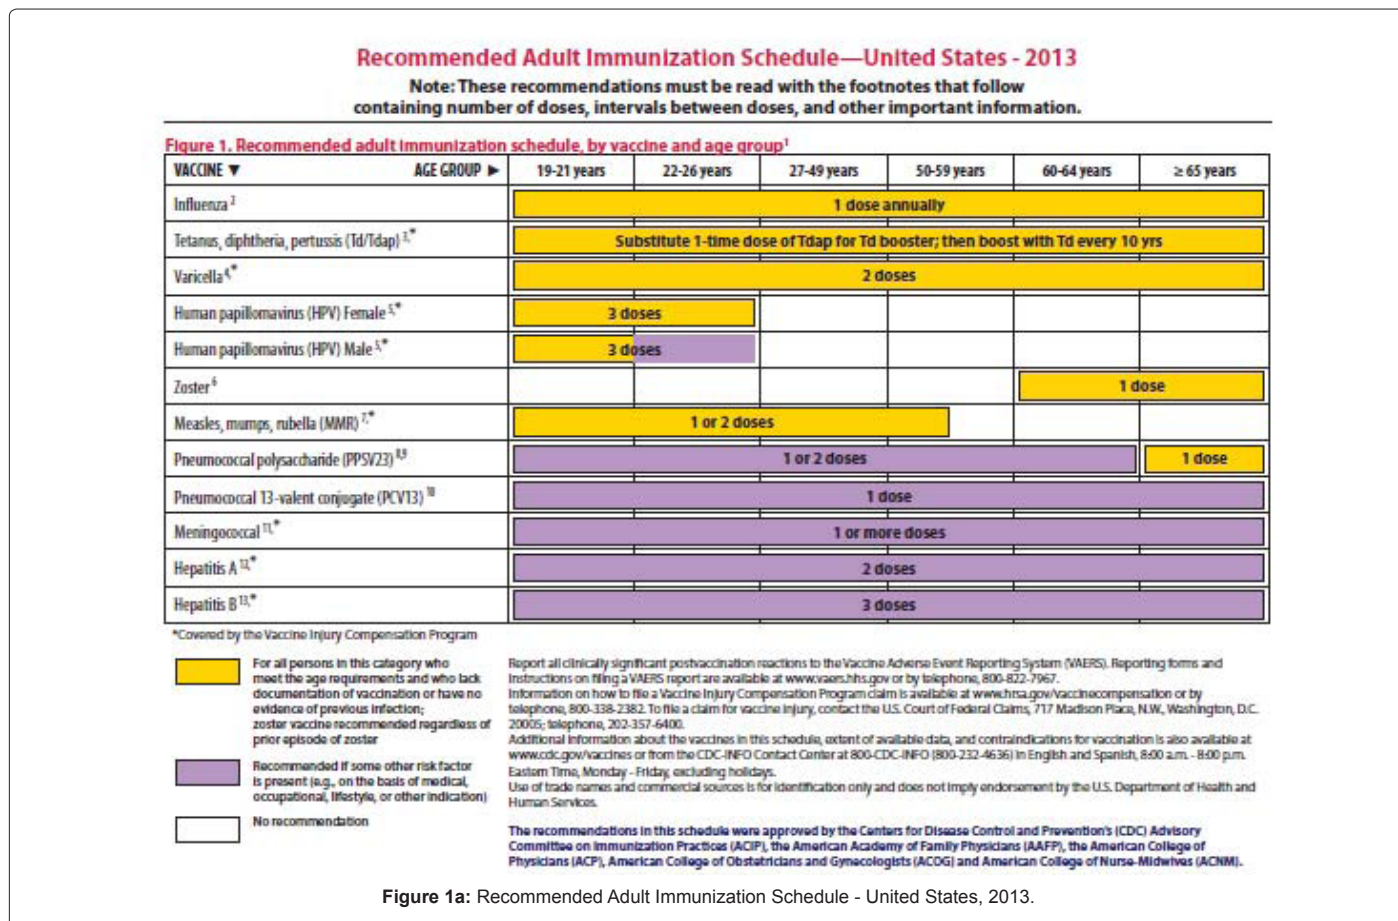 Recommended Adult Immunization Schedule—United States - 2013
Note: These recommendations must be read with the footnotes that follow
containing number of doses, intervals between doses, and other important information.
Figure 1. Recommended adult immunization schedule, by vaccine and age group1
VACCINE ▼ AGE GROUP ► 19-21 years 22-26 years 27-49 years 50-59 years 60-64 years ≥ 65 years
Influenza 2 1 dose annually
Tetanus, diphtheria, pertussis (Td/Tdap) 3,* Substitute 1-time dose of Tdap for Td booster; then boost with Td every 10 yrs
Varicella 4,* 2 doses
Human papillomavirus (HPV) Female 5,* 3 doses
Human papillomavirus (HPV) Male 5,* 3 doses
Zoster 6 1 dose
Measles, mumps, rubella (MMR) 7,* 1 or 2 doses
Pneumococcal polysaccharide (PPSV23) 8,9 1 or 2 doses 1 dose
Pneumococcal 13-valent conjugate (PCV13) 10 1 dose
Meningococcal 11,* 1 or more doses
Hepatitis A 12,* 2 doses
Hepatitis B 13,* 3 doses
*Covered by the Vaccine Injury Compensation Program
For all persons in this category who
meet the age requirements and who lack
documentation of vaccination or have no
evidence of previous infection;
zoster vaccine recommended regardless of
prior episode of zoster
Recommended if some other risk factor
is present (e.g., on the basis of medical,
occupational, lifestyle, or other indication)
No recommendation
Report all clinically significant postvaccination reactions to the Vaccine Adverse Event Reporting System (VAERS). Reporting forms and
instructions on filing a VAERS report are available at www.vaers.hhs.gov or by telephone, 800-822-7967.
Information on how to file a Vaccine Injury Compensation Program claim is available at www.hrsa.gov/vaccinecompensation or by
telephone, 800-338-2382. To file a claim for vaccine injury, contact the U.S. Court of Federal Claims, 717 Madison Place, N.W., Washington, D.C.
20005; telephone, 202-357-6400.
Additional information about the vaccines in this schedule, extent of available data, and contraindications for vaccination is also available at
www.cdc.gov/vaccines or from the CDC-INFO Contact Center at 800-CDC-INFO (800-232-4636) in English and Spanish, 8:00 a.m. - 8:00 p.m.
Eastern Time, Monday - Friday, excluding holidays.
Use of trade names and commercial sources is for identification only and does not imply endorsement by the U.S. Department of Health and
Human Services.
The recommendations in this schedule were approved by the Centers for Disease Control and Prevention's (CDC) Advisory
Committee on Immunization Practices (ACIP), the American Academy of Family Physicians (AAFP), the American College of
Physicians (ACP), American College of Obstetricians and Gynecologists (ACOG) and American College of Nurse-Midwives (ACNM).
Figure 1a: Recommended Adult Immunization Schedule - United States, 2013.